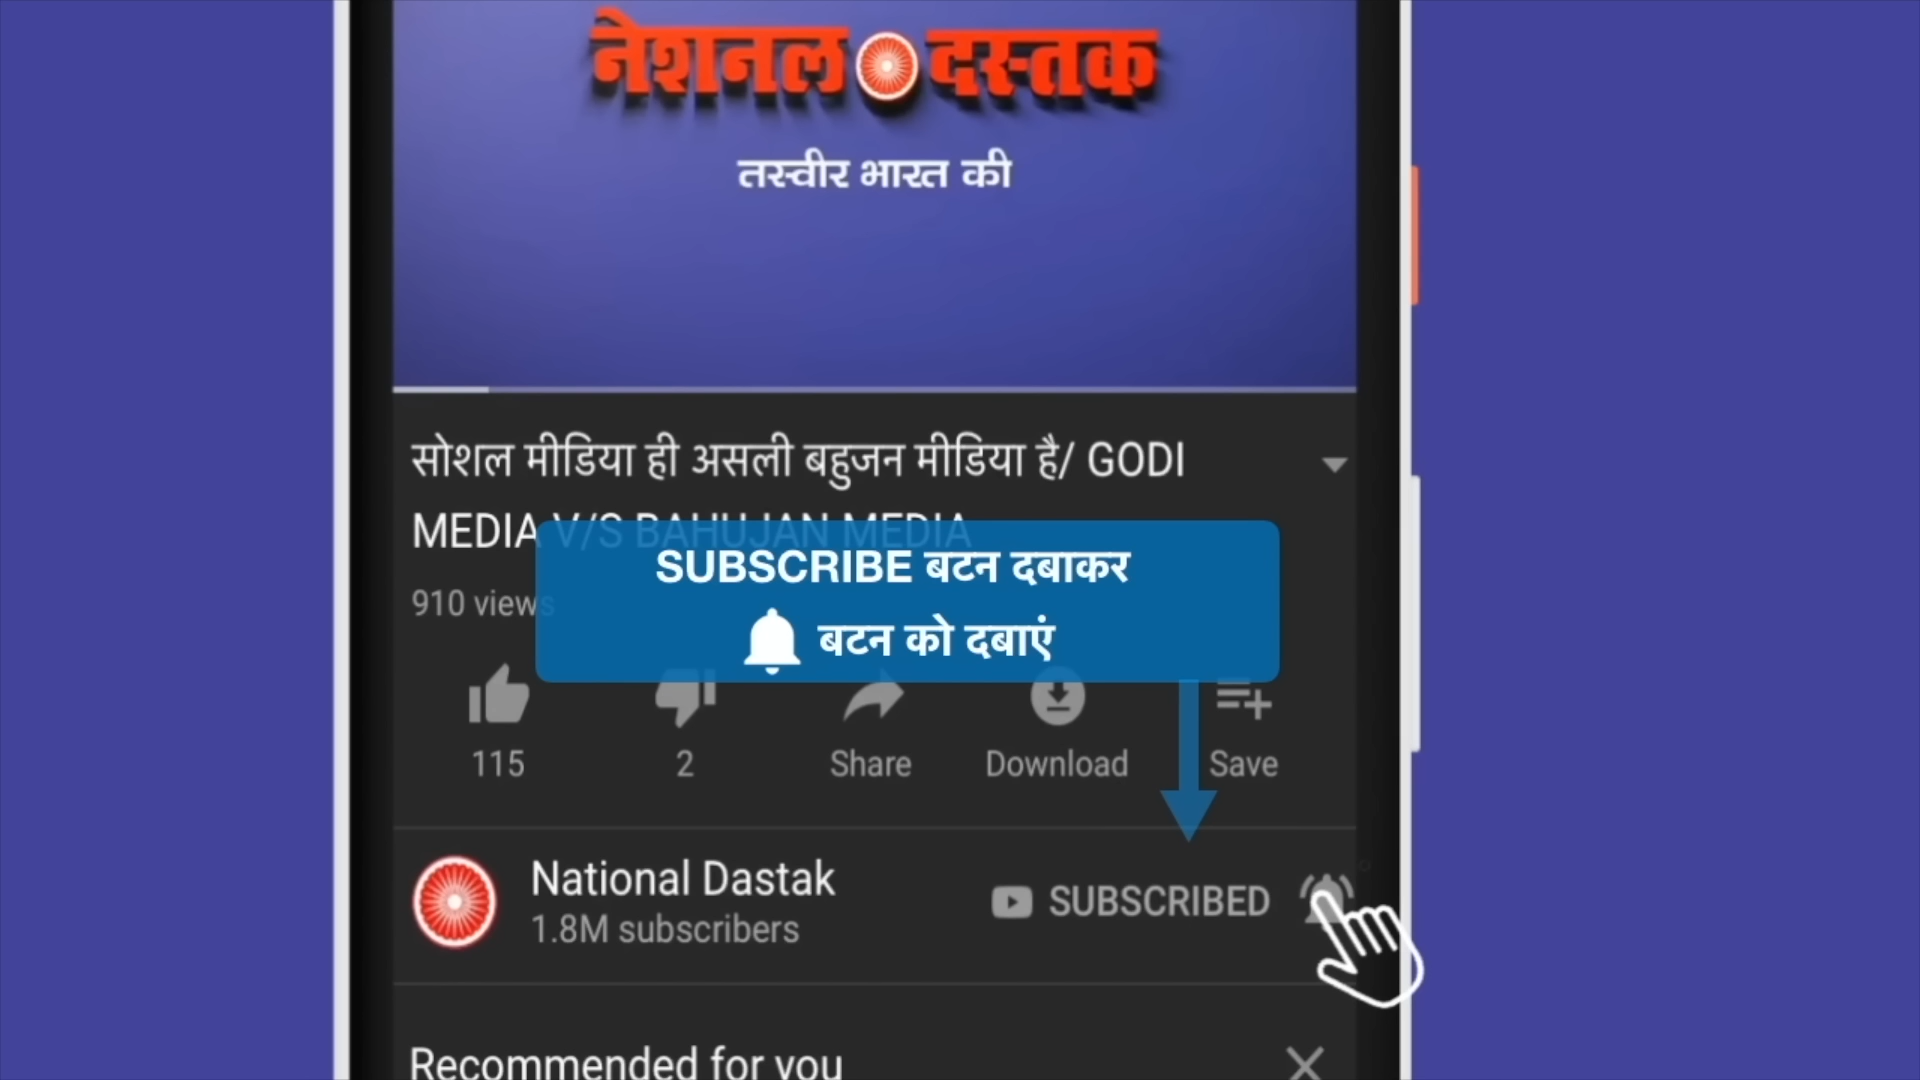 नेशनल दस्तक
तस्वीर भारत की
सोशल मीडिया ही असली बहुजन मीडिया है/ GODI
MEDIA V/S BAHUJAN MEDIA
910 views
SUBSCRIBE बटन दबाकर
बटन को दबाएं
115
2
Share
Download
Save
National Dastak
1.8M subscribers
SUBSCRIBED
Recommended for you